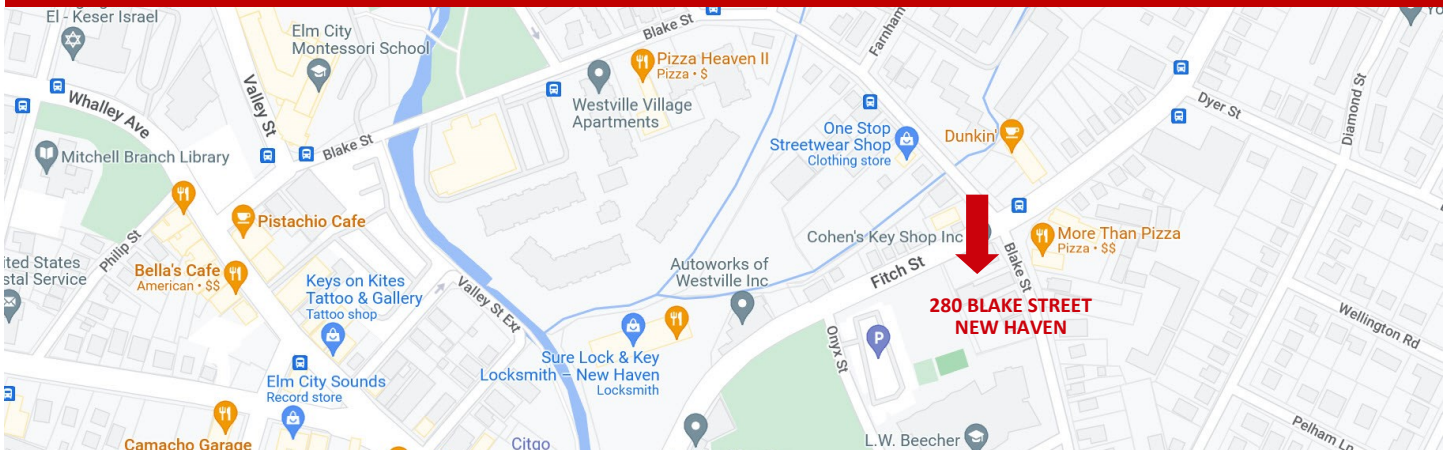 El - Keser Israel
Elm City
Montessori School
Blake St
Farnham
Pizza Heaven II
Pizza • $
Westville Village
Apartments
Whalley Ave
Valley St
Dyer St
Diamond St
One Stop
Streetwear Shop
Clothing store
Dunkin'
Mitchell Branch Library
Blake St
Pistachio Cafe
Philip St
Cohen's Key Shop Inc
More Than Pizza
Pizza • $$
ited States
stal Service
Bella's Cafe
American • $$
Keys on Kites
Tattoo & Gallery
Tattoo shop
Valley St Ext
Autoworks of
Westville Inc
Fitch St
Blake St
280 BLAKE STREET
NEW HAVEN
Wellington Rd
Onyx St
P
Sure Lock & Key
Locksmith – New Haven
Locksmith
Elm City Sounds
Record store
Camacho Garage
Citgo
L.W. Beecher
Pelham Ln